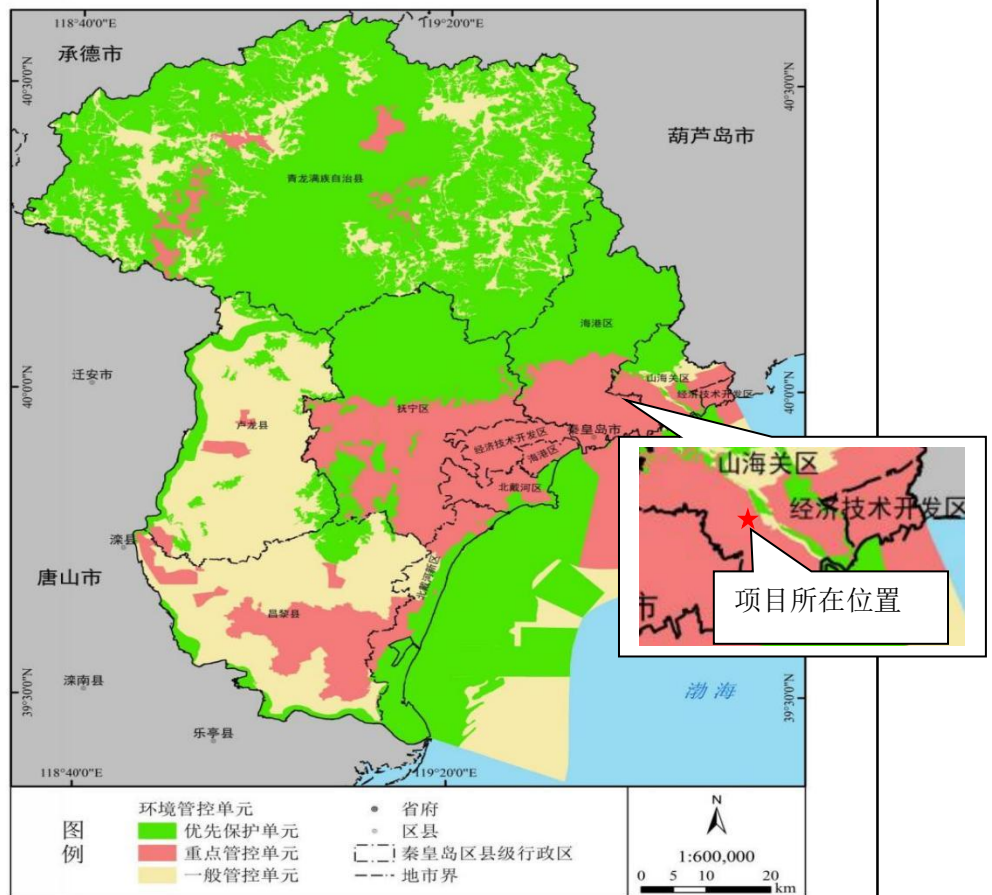 118°40'0"E
119°20'0"E
承德市
40°30'0"N
40°30'0"N
葫芦岛市
青龙满族自治县
海港区
迁安市
40°0'0"N
40°0'0"N
山海关区
经济技术开发区
抚宁区
卢龙县
秦皇岛市
经济技术开发区
海港区
北戴河区
山海关区
经济技术开发区
市
项目所在位置
滦县
唐山市
北戴河新区
昌黎县
滦南县
39°30'0"N
39°30'0"N
渤海
乐亭县
118°40'0"E
119°20'0"E
图例
环境管控单元
优先保护单元
重点管控单元
一般管控单元
省府
区县
秦皇岛区县级行政区
地市界
N
1:600,000
0 5 10 20
km